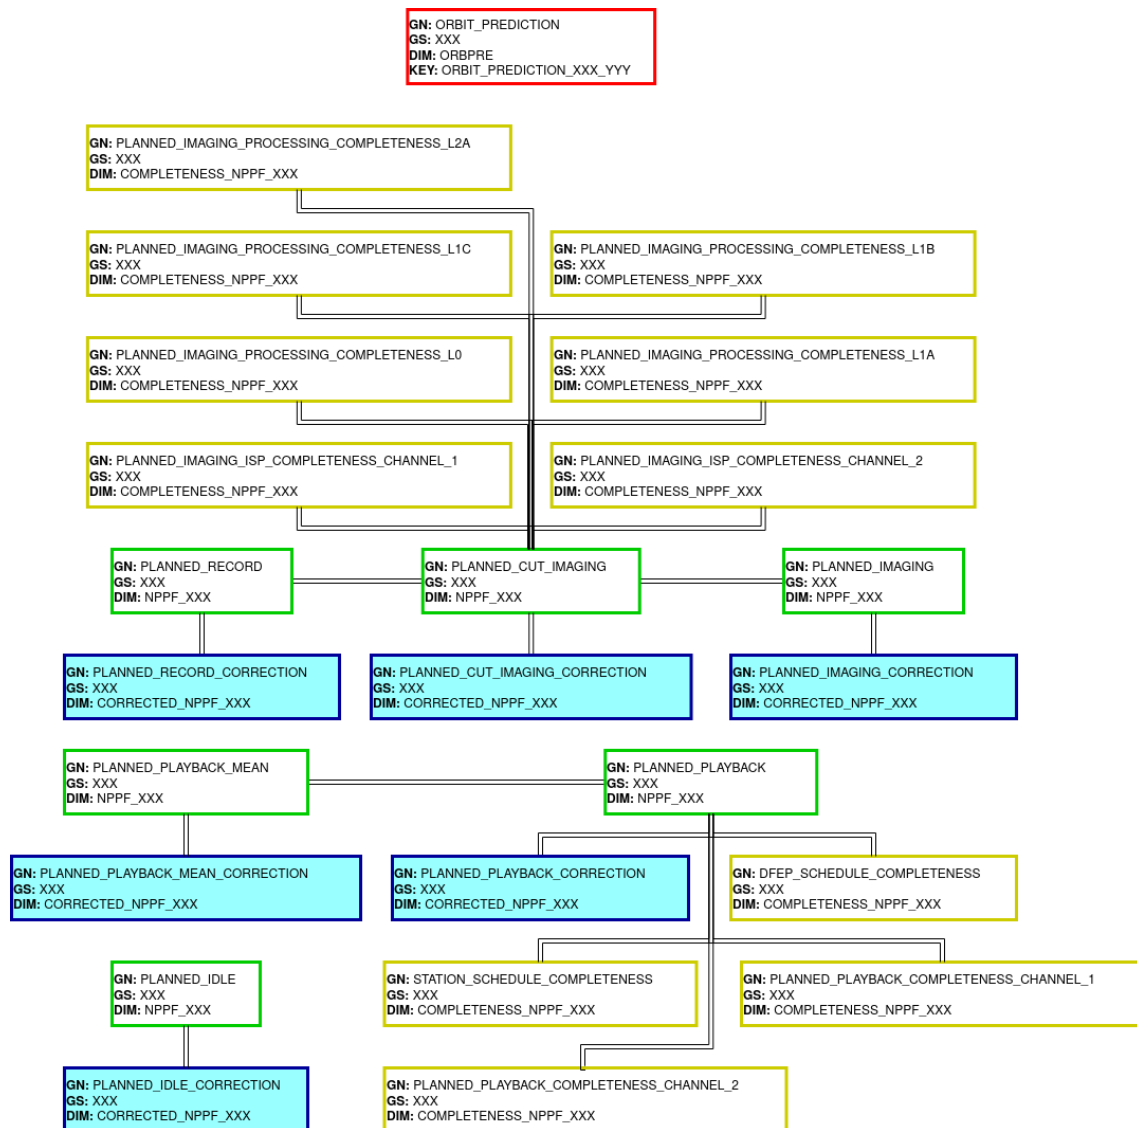 GN: ORBIT_PREDICTION
GS: XXX
DIM: ORBPRE
KEY: ORBIT_PREDICTION_XXX_YYY
GN: PLANNED_IMAGING_PROCESSING_COMPLETENESS_L2A
GS: XXX
DIM: COMPLETENESS_NPPF_XXX
GN: PLANNED_IMAGING_PROCESSING_COMPLETENESS_L1C
GS: XXX
DIM: COMPLETENESS_NPPF_XXX
GN: PLANNED_IMAGING_PROCESSING_COMPLETENESS_L1B
GS: XXX
DIM: COMPLETENESS_NPPF_XXX
GN: PLANNED_IMAGING_PROCESSING_COMPLETENESS_L0
GS: XXX
DIM: COMPLETENESS_NPPF_XXX
GN: PLANNED_IMAGING_PROCESSING_COMPLETENESS_L1A
GS: XXX
DIM: COMPLETENESS_NPPF_XXX
GN: PLANNED_IMAGING_ISP_COMPLETENESS_CHANNEL_1
GS: XXX
DIM: COMPLETENESS_NPPF_XXX
GN: PLANNED_IMAGING_ISP_COMPLETENESS_CHANNEL_2
GS: XXX
DIM: COMPLETENESS_NPPF_XXX
GN: PLANNED_RECORD
GS: XXX
DIM: NPPF_XXX
GN: PLANNED_CUT_IMAGING
GS: XXX
DIM: NPPF_XXX
GN: PLANNED_IMAGING
GS: XXX
DIM: NPPF_XXX
GN: PLANNED_RECORD_CORRECTION
GS: XXX
DIM: CORRECTED_NPPF_XXX
GN: PLANNED_CUT_IMAGING_CORRECTION
GS: XXX
DIM: CORRECTED_NPPF_XXX
GN: PLANNED_IMAGING_CORRECTION
GS: XXX
DIM: CORRECTED_NPPF_XXX
GN: PLANNED_PLAYBACK_MEAN
GS: XXX
DIM: NPPF_XXX
GN: PLANNED_PLAYBACK
GS: XXX
DIM: NPPF_XXX
GN: PLANNED_PLAYBACK_MEAN_CORRECTION
GS: XXX
DIM: CORRECTED_NPPF_XXX
GN: PLANNED_PLAYBACK_CORRECTION
GS: XXX
DIM: CORRECTED_NPPF_XXX
GN: DFEP_SCHEDULE_COMPLETENESS
GS: XXX
DIM: COMPLETENESS_NPPF_XXX
GN: PLANNED_IDLE
GS: XXX
DIM: NPPF_XXX
GN: STATION_SCHEDULE_COMPLETENESS
GS: XXX
DIM: COMPLETENESS_NPPF_XXX
GN: PLANNED_PLAYBACK_COMPLETENESS_CHANNEL_1
GS: XXX
DIM: COMPLETENESS_NPPF_XXX
GN: PLANNED_IDLE_CORRECTION
GS: XXX
DIM: CORRECTED_NPPF_XXX
GN: PLANNED_PLAYBACK_COMPLETENESS_CHANNEL_2
GS: XXX
DIM: COMPLETENESS_NPPF_XXX